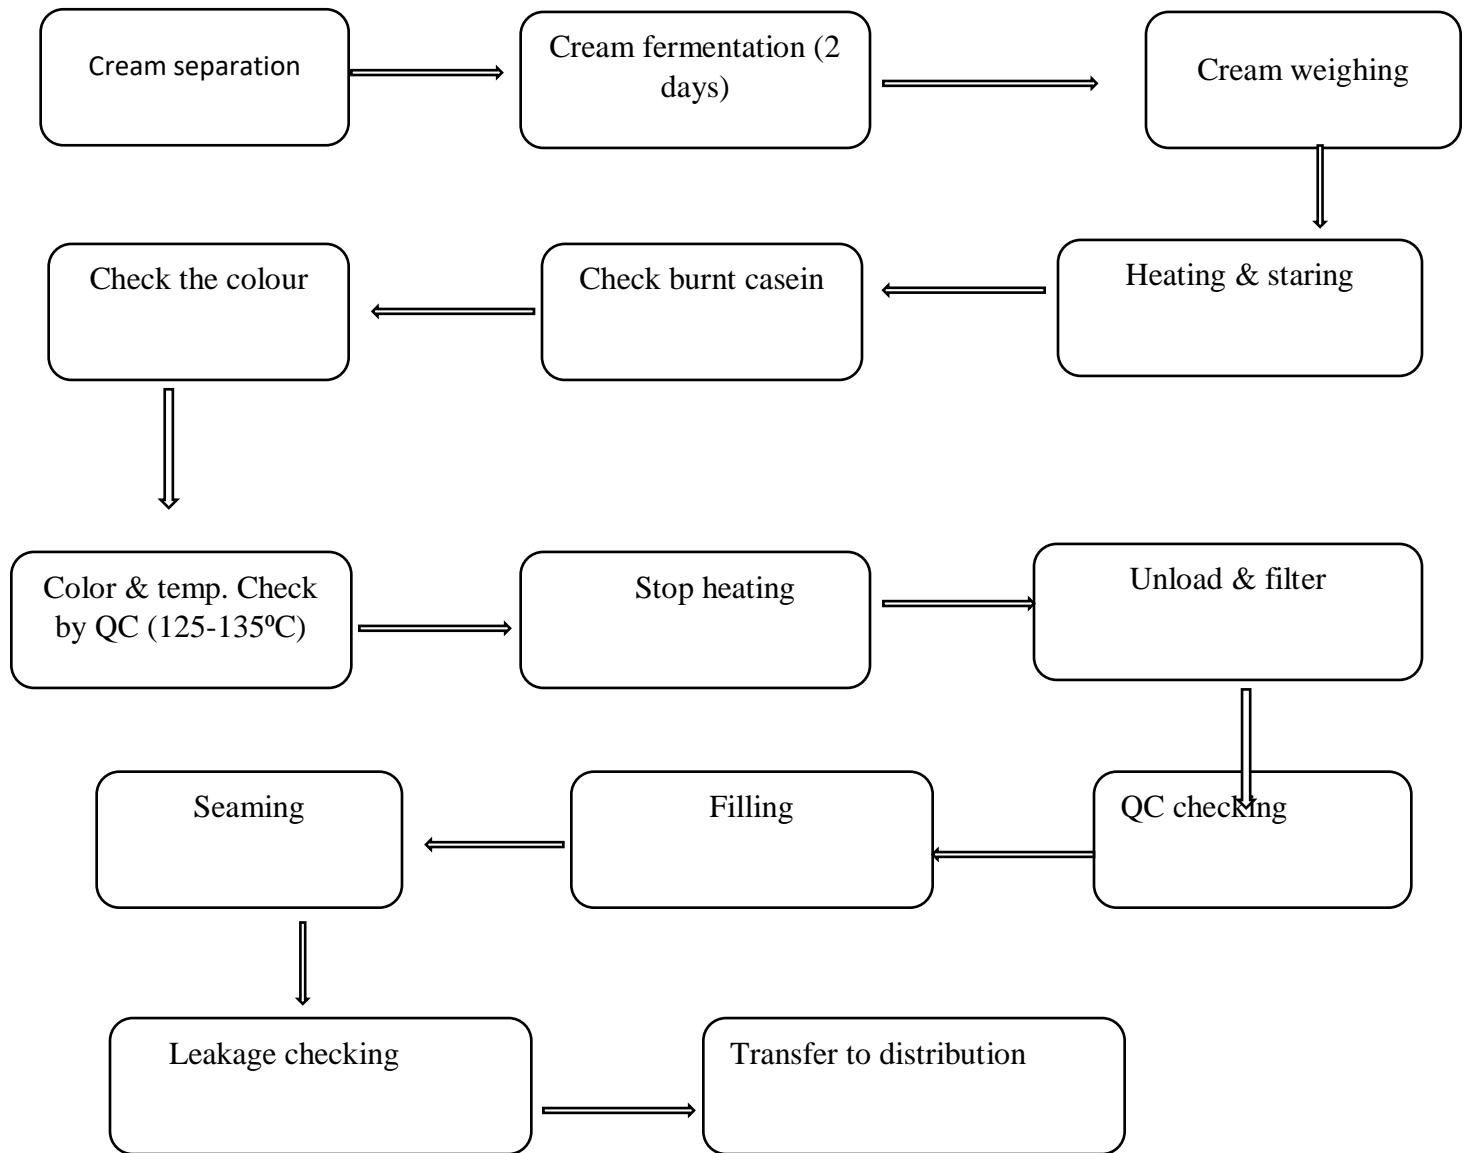 Cream separation
Cream fermentation (2
days)
Cream weighing
Heating & staring
Check burnt casein
Check the colour
Color & temp. Check
by QC (125-135⁰C)
Stop heating
Unload & filter
QC checking
Filling
Seaming
Leakage checking
Transfer to distribution